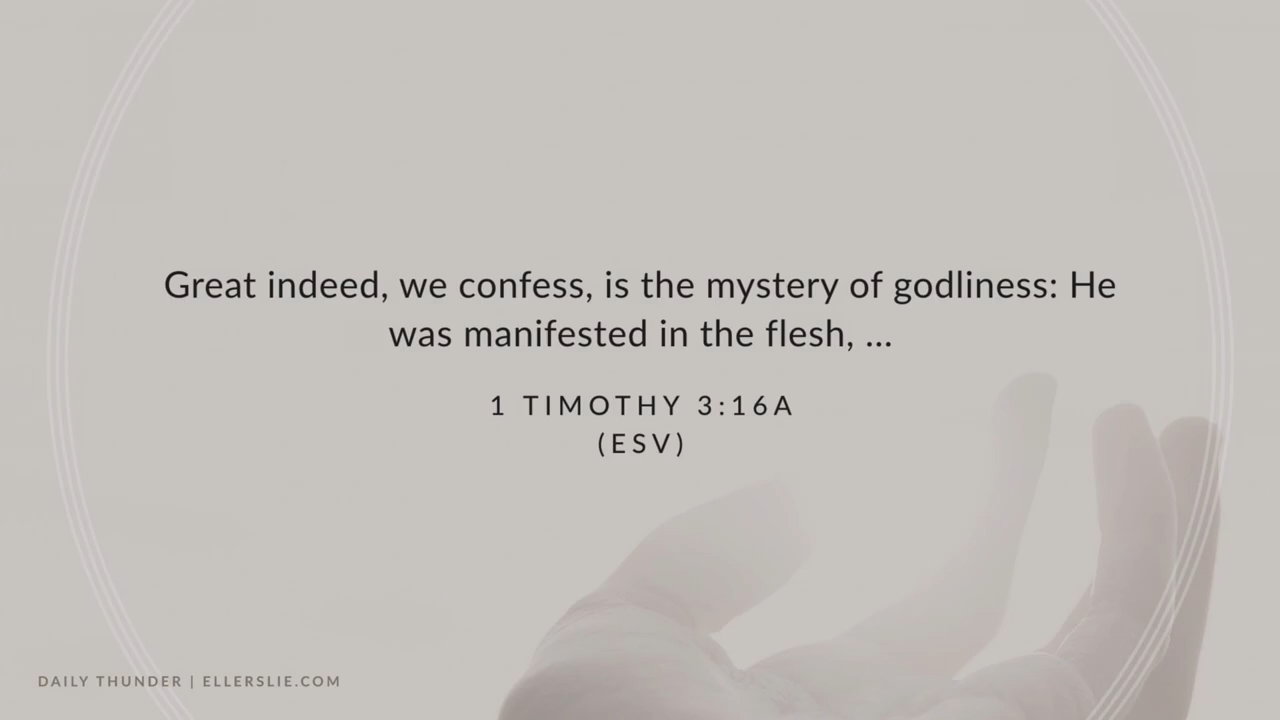 Great indeed, we confess, is the mystery of godliness: He
was manifested in the flesh, ...
1 TIMOTHY 3:16A
(ESV)
DAILY THUNDER | ELLERSLIE.COM